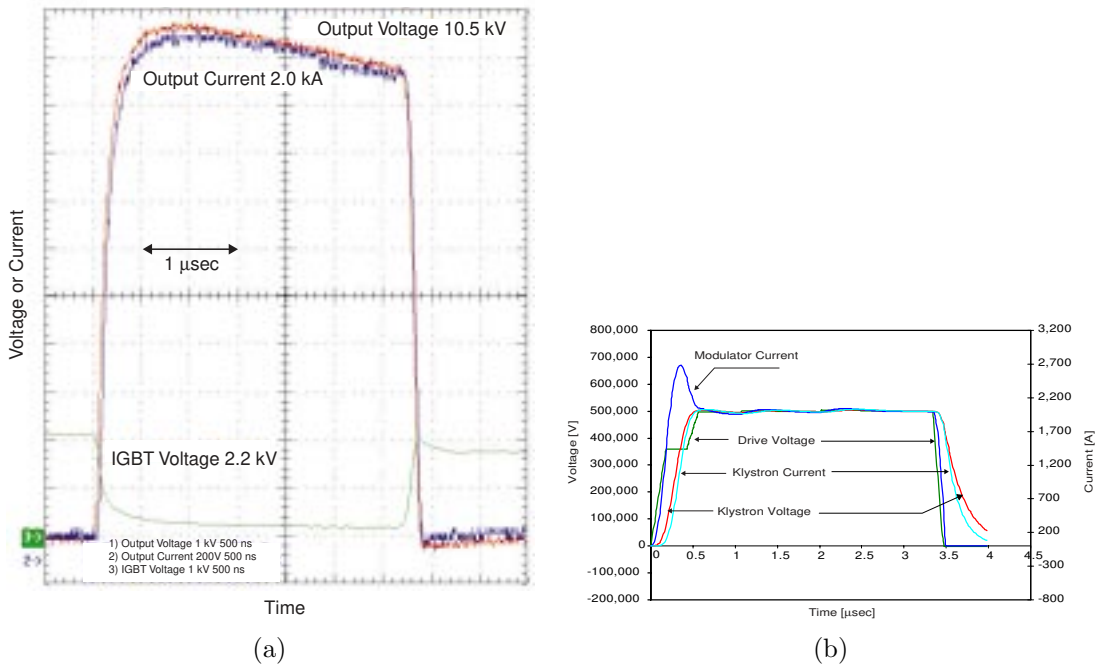 Output Voltage 10.5 kV
Output Current 2.0 kA
1 μsec
Voltage or Current
IGBT Voltage 2.2 kV
1) Output Voltage 1 kV 500 ns
2) Output Current 200V 500 ns
3) IGBT Voltage 1 kV 500 ns
Time
(a)
800,000
700,000
600,000
500,000
400,000
300,000
200,000
100,000
0
-100,000
-200,000
Voltage [V]
Modulator Current
Drive Voltage
Klystron Current
Klystron Voltage
0 0.5 1 1.5 2 2.5 3 3.5 4 4.5
Time [μsec]
3,200
2,700
2,200
1,700
1,200
700
200
-300
-800
Current [A]
(b)